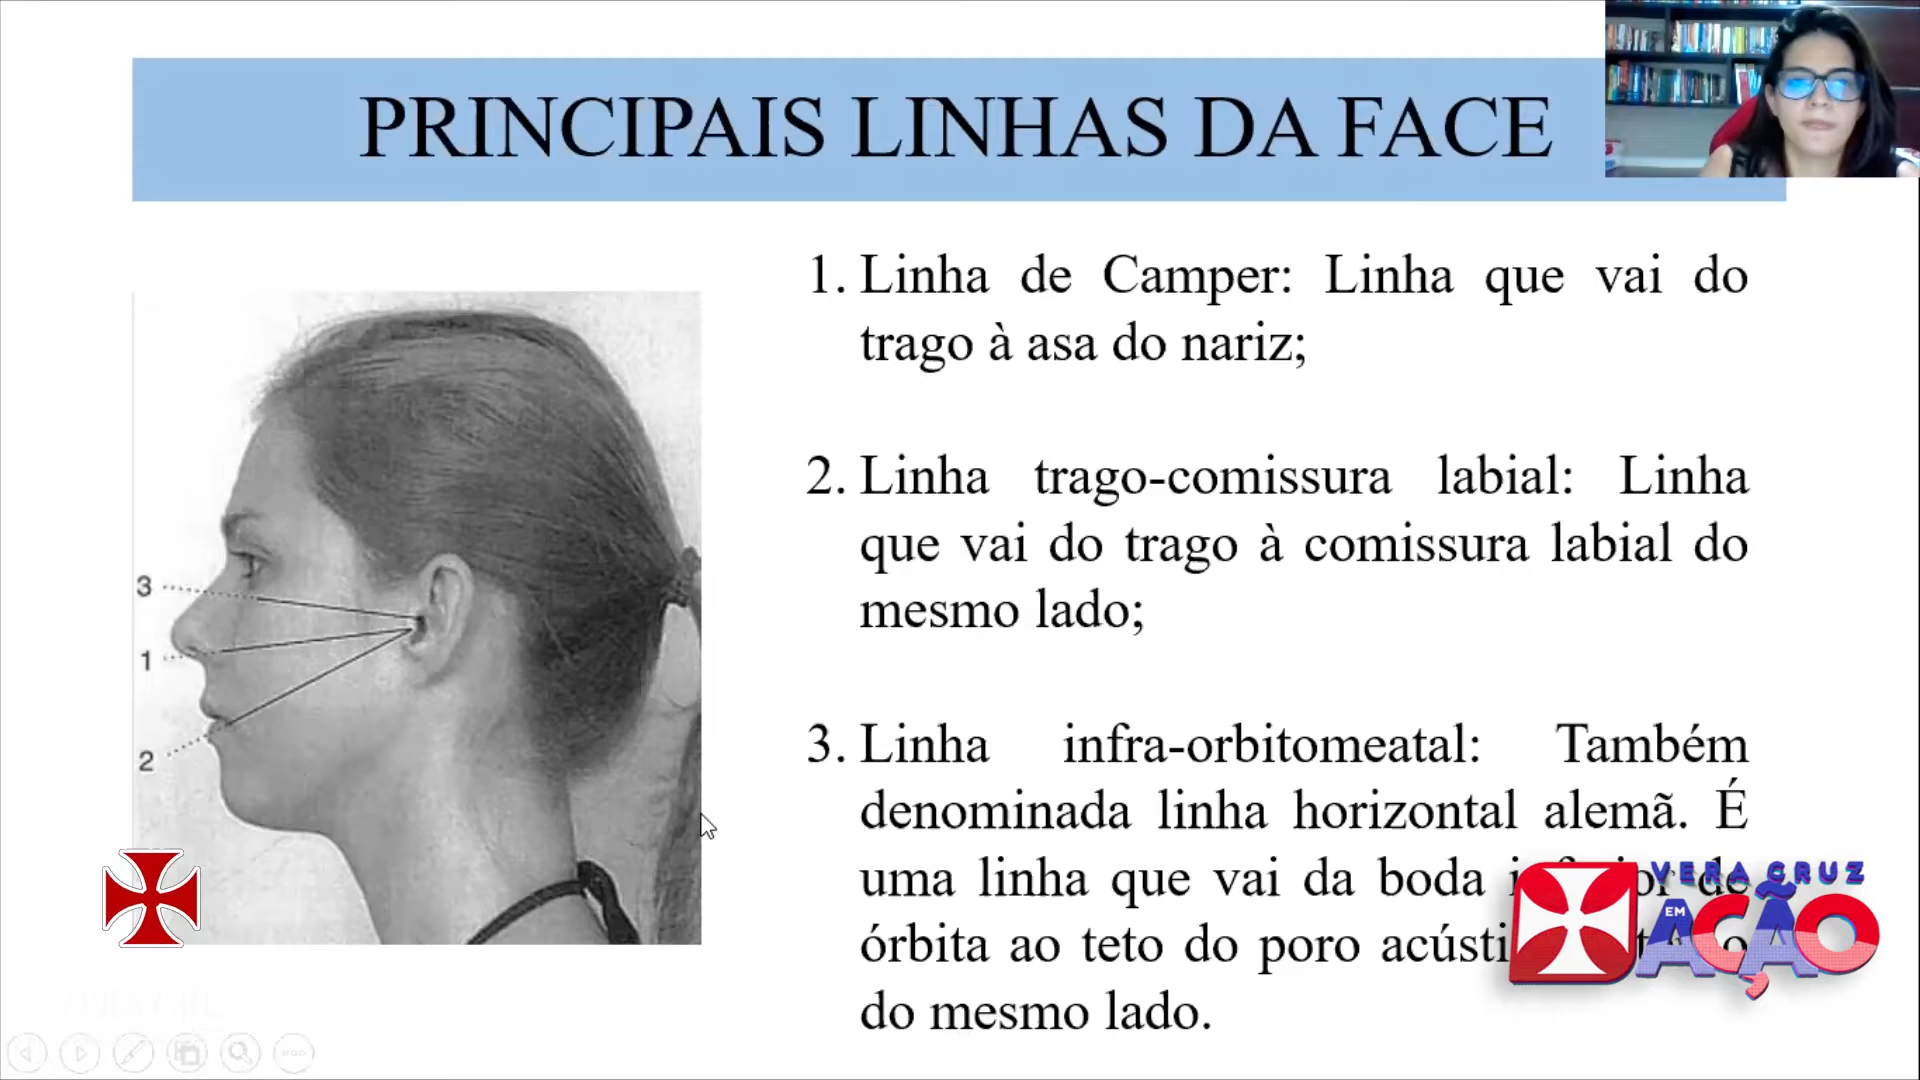 PRINCIPAIS LINHAS DA FACE
1. Linha de Camper: Linha que vai do
trago à asa do nariz;
2. Linha trago-comissura labial: Linha
que vai do trago à comissura labial do
mesmo lado;
3. Linha infra-orbitomeatal: Também
denominada linha horizontal alemã. É
uma linha que vai da boda de
órbita ao teto do poro
do mesmo lado.
3
1
2
VERA CRUZ
EM
AÇÃO